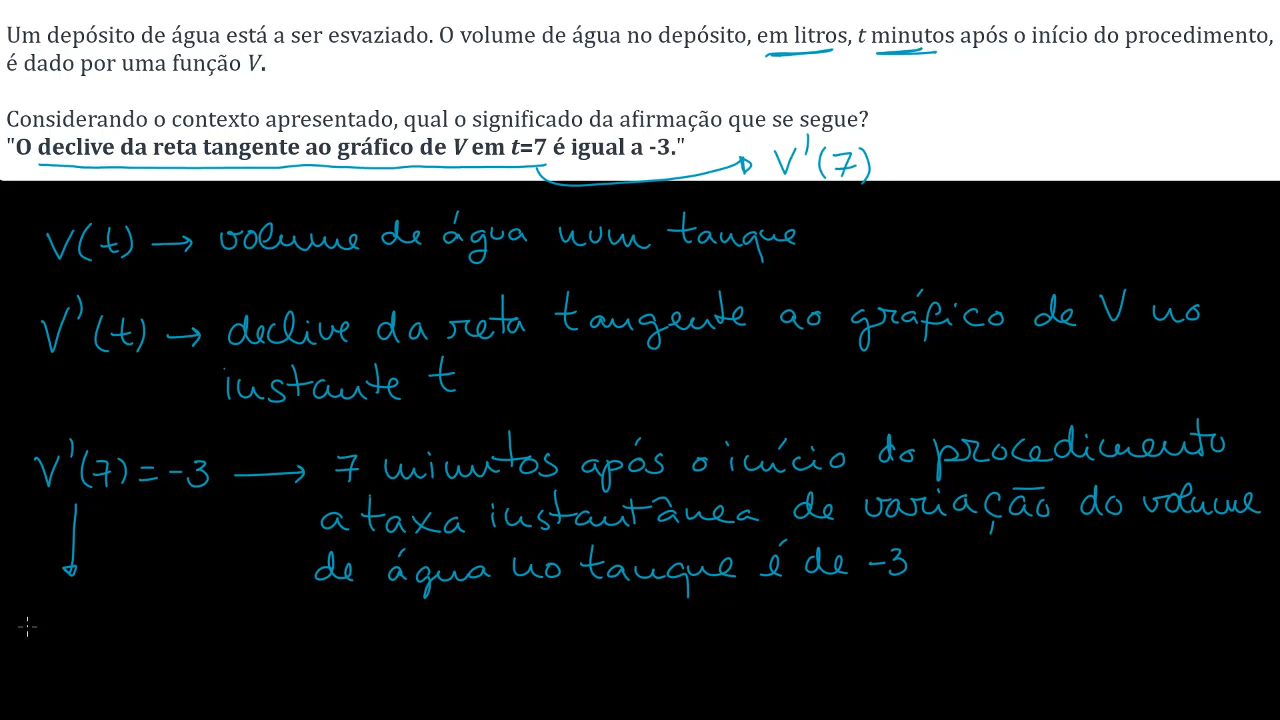 Um depósito de água está a ser esvaziado. O volume de água no depósito, em litros, t minutos após o início do procedimento,
é dado por uma função V.
Considerando o contexto apresentado, qual o significado da afirmação que se segue?
"O declive da reta tangente ao gráfico de V em t=7 é igual a -3."
V'(7)
V(t) → volume de água num tanque
V'(t) → declive da reta tangente ao gráfico de V no
instante t
V'(7) = -3 → 7 minutos após o início do procedimento
a taxa instantânea de variação do volume
de água no tanque é de -3